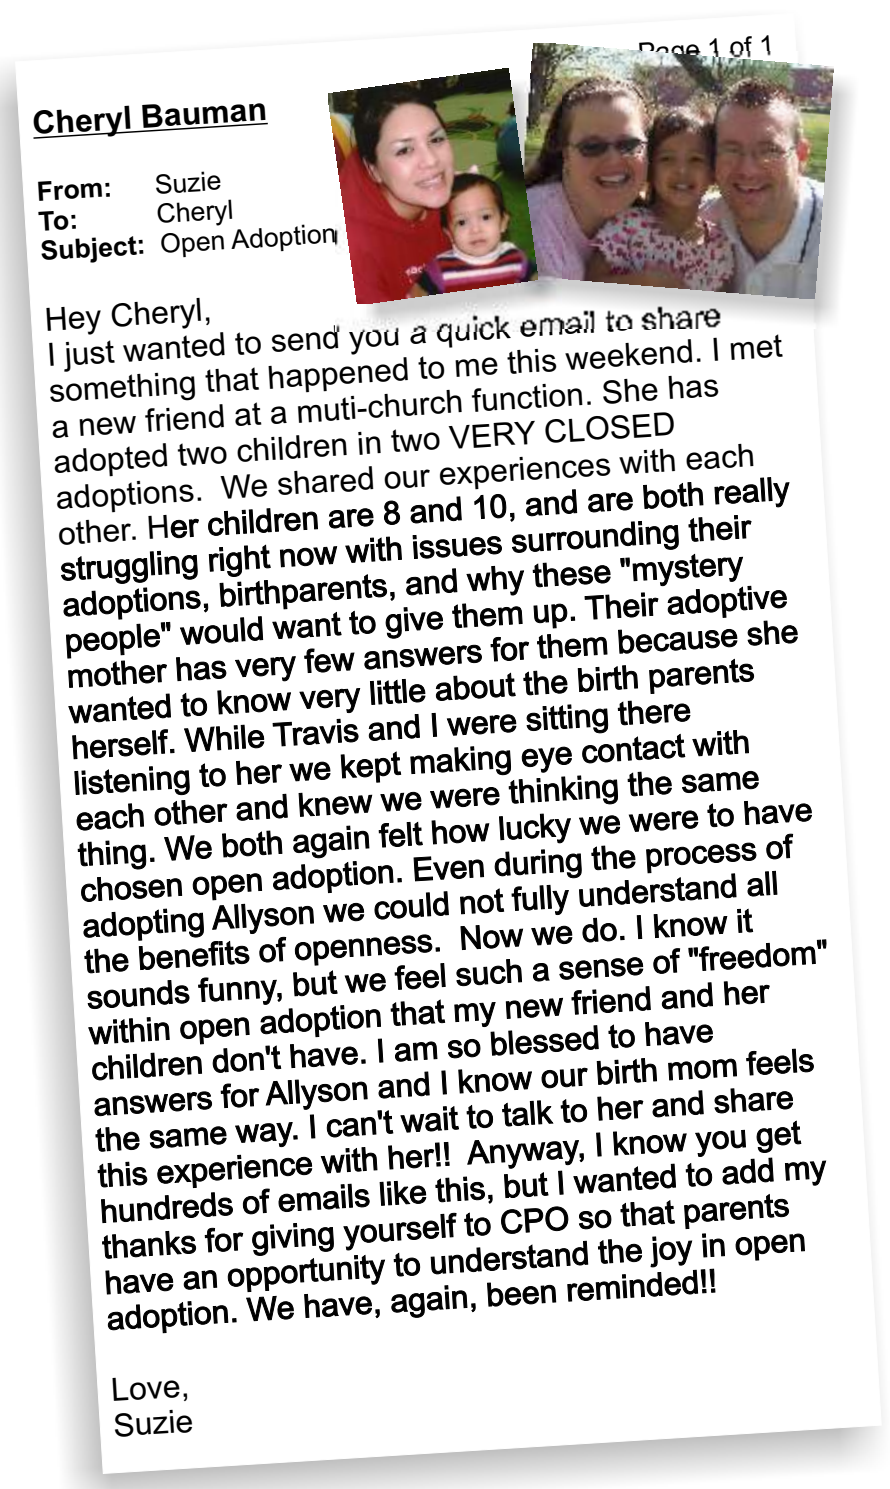 Page 1 of 1
Cheryl Bauman
From: Suzie
To: Cheryl
Subject: Open Adoption
Hey Cheryl,
I just wanted to send you a quick email to share
something that happened to me this weekend. I met
a new friend at a muti-church function. She has
adopted two children in two VERY CLOSED
adoptions.  We shared our experiences with each
other. Her children are 8 and 10, and are both really
struggling right now with issues surrounding their
adoptions, birthparents, and why these "mystery
people" would want to give them up. Their adoptive
mother has very few answers for them because she
wanted to know very little about the birth parents
herself. While Travis and I were sitting there
listening to her we kept making eye contact with
each other and knew we were thinking the same
thing. We both again felt how lucky we were to have
chosen open adoption. Even during the process of
adopting Allyson we could not fully understand all
the benefits of openness.  Now we do. I know it
sounds funny, but we feel such a sense of "freedom"
within open adoption that my new friend and her
children don't have. I am so blessed to have
answers for Allyson and I know our birth mom feels
the same way. I can't wait to talk to her and share
this experience with her!!  Anyway, I know you get
hundreds of emails like this, but I wanted to add my
thanks for giving yourself to CPO so that parents
have an opportunity to understand the joy in open
adoption. We have, again, been reminded!!
Love,
Suzie